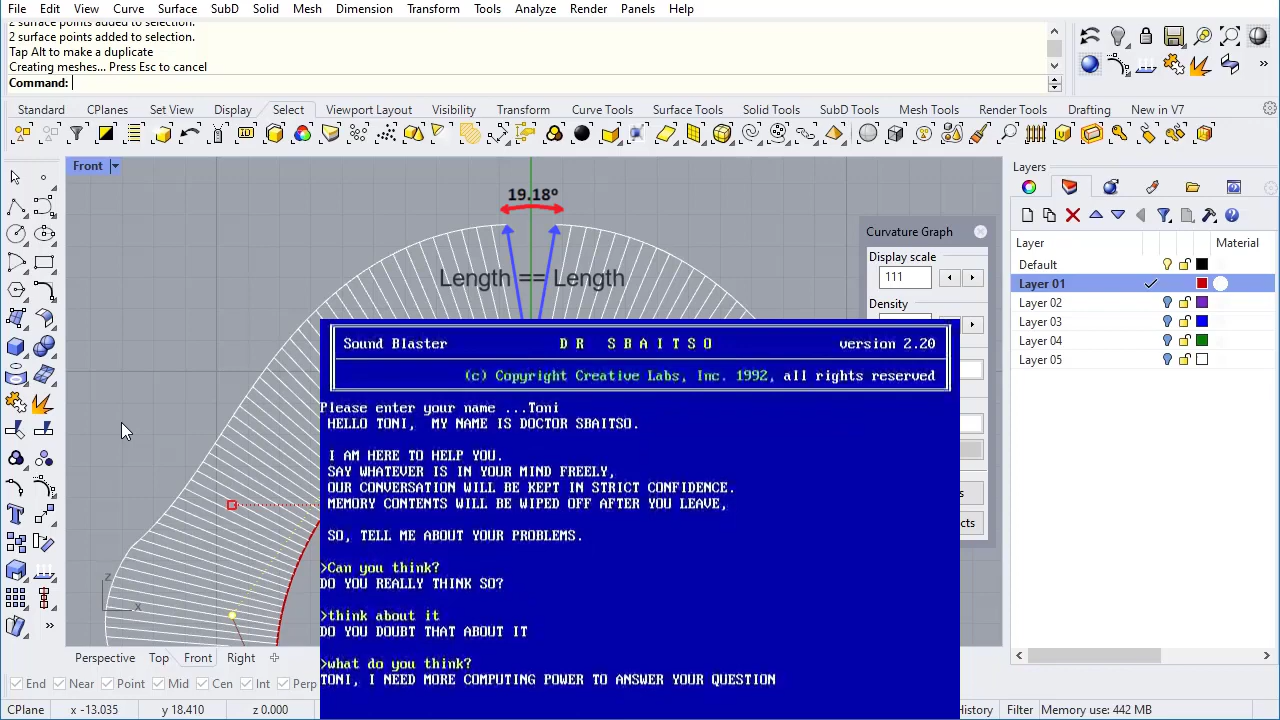 File Edit View Curve Surface SubD Solid Mesh Dimension Transform Tools Analyze Render Panels Help
2 surface points added to selection.
2 surface points added to selection.
Tap Alt to make a duplicate
Creating meshes... Press Esc to cancel
Command:
Standard CPlanes Set View Display Select Viewport Layout Visibility Transform Curve Tools Surface Tools Solid Tools SubD Tools Mesh Tools Render Tools Drafting New in V7
Front
19.18º
Length == Length
Curvature Graph
Display scale
111
Density
s
cts
Layers
Layer Material
Default
Layer 01
Layer 02
Layer 03
Layer 04
Layer 05
z
x
Sound Blaster D R S B A I T S O version 2.20
(c) Copyright Creative Labs, Inc. 1992, all rights reserved
Please enter your name ...Toni
HELLO TONI, MY NAME IS DOCTOR SBAITSO.
I AM HERE TO HELP YOU.
SAY WHATEVER IS IN YOUR MIND FREELY,
OUR CONVERSATION WILL BE KEPT IN STRICT CONFIDENCE.
MEMORY CONTENTS WILL BE WIPED OFF AFTER YOU LEAVE,
SO, TELL ME ABOUT YOUR PROBLEMS.
>Can you think?
DO YOU REALLY THINK SO?
>think about it
DO YOU DOUBT THAT ABOUT IT
>what do you think?
TONI, I NEED MORE COMPUTING POWER TO ANSWER YOUR QUESTION
Perspective Top Front Right
End Near Point Mid Cen Int Perp
CPlane x -13.035 y 18.410 z 0.000 History Filter Memory use: 442 MB